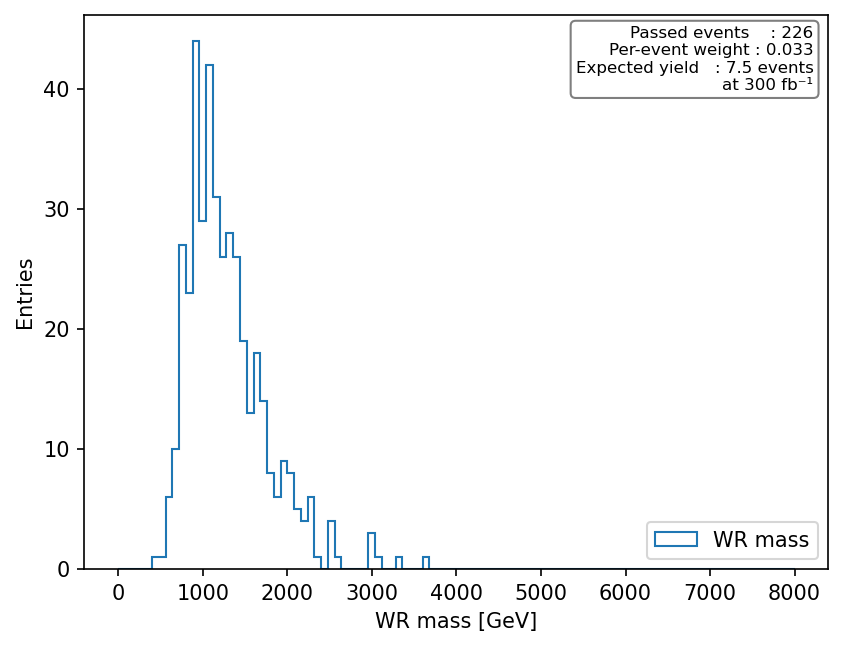 Passed events    : 226
Per-event weight : 0.033
Expected yield   : 7.5 events
at 300 fb⁻¹
40
30
20
10
0
Entries
WR mass
0 1000 2000 3000 4000 5000 6000 7000 8000
WR mass [GeV]